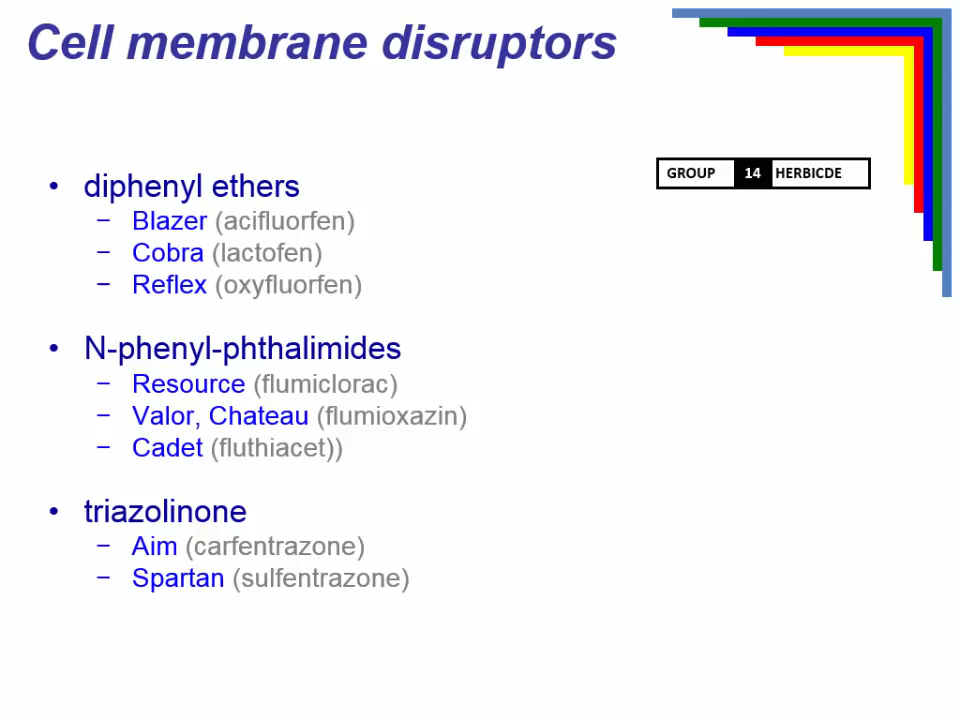 Cell membrane disruptors
GROUP 14 HERBICDE
• diphenyl ethers
– Blazer (acifluorfen)
– Cobra (lactofen)
– Reflex (oxyfluorfen)
• N-phenyl-phthalimides
– Resource (flumiclorac)
– Valor, Chateau (flumioxazin)
– Cadet (fluthiacet))
• triazolinone
– Aim (carfentrazone)
– Spartan (sulfentrazone)